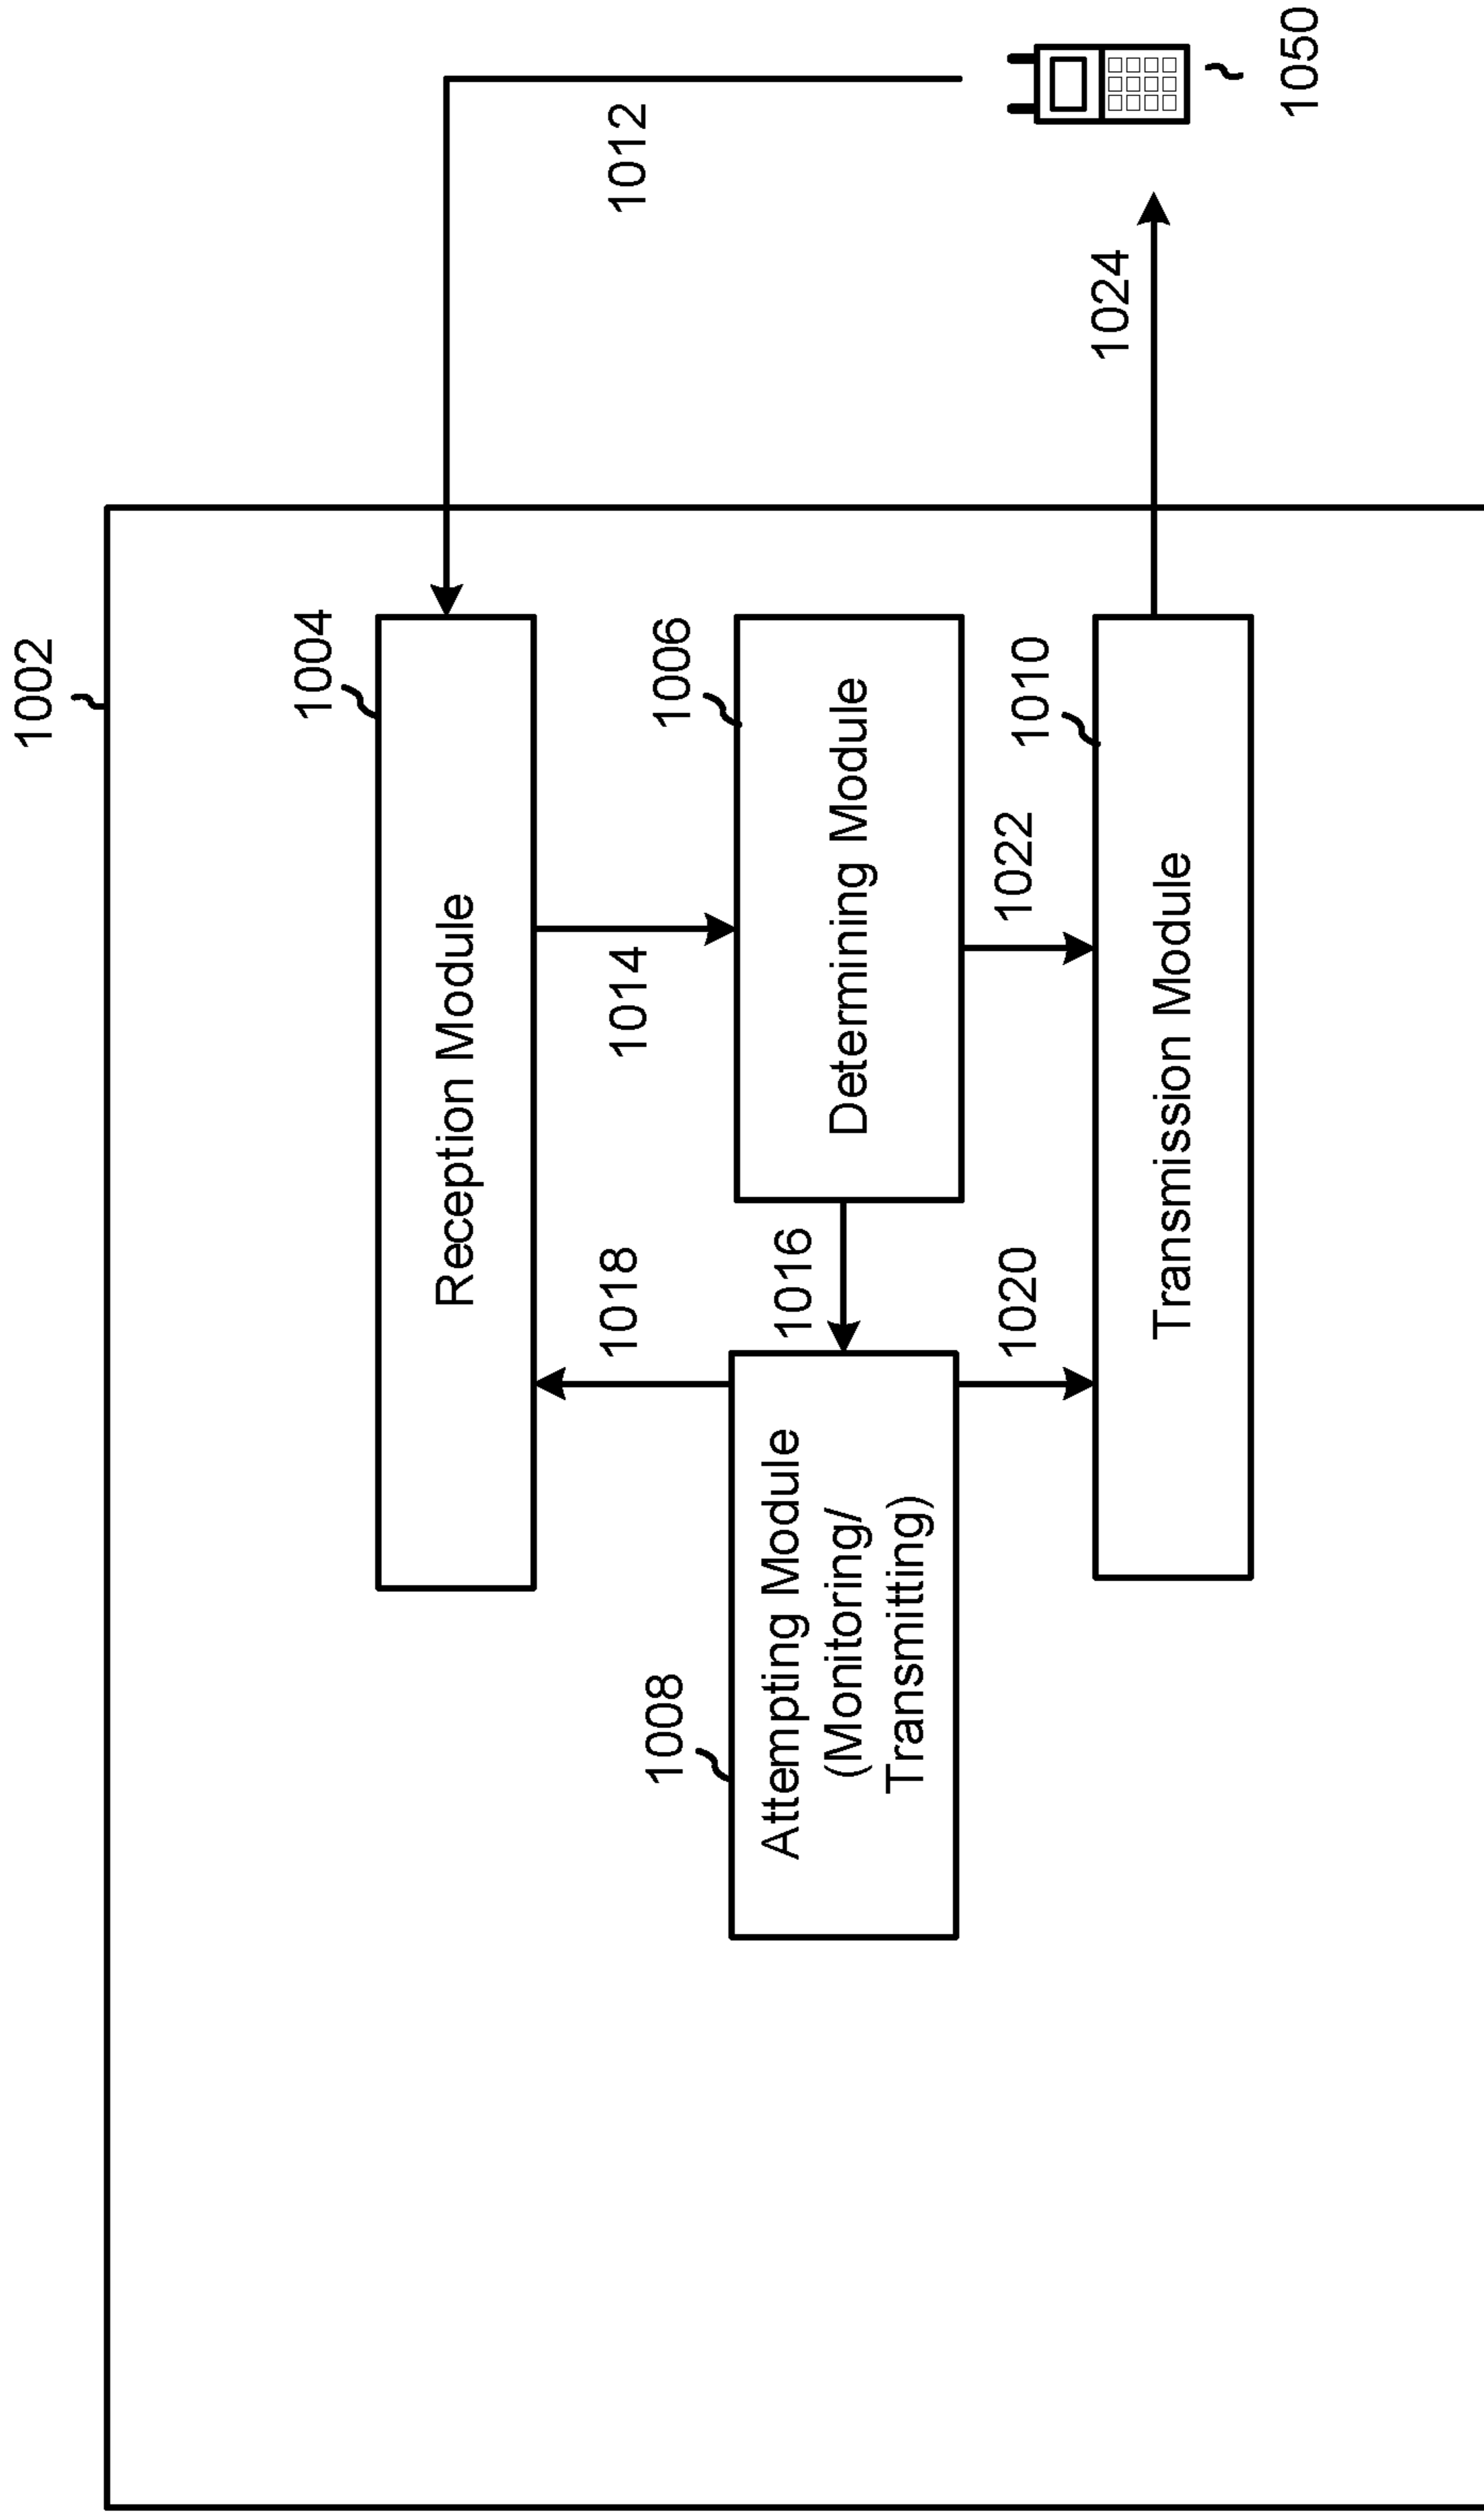 1002
1004
Reception Module
1012
1018
1014
1008
Attempting Module
(Monitoring/
Transmitting)
1016
1006
Determining Module
1020
1022
1010
Transmission Module
1024
1050